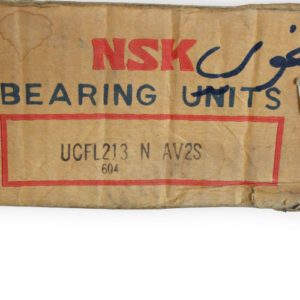 NSK
BEARING UNITS
UCFL213 N AV2S
604